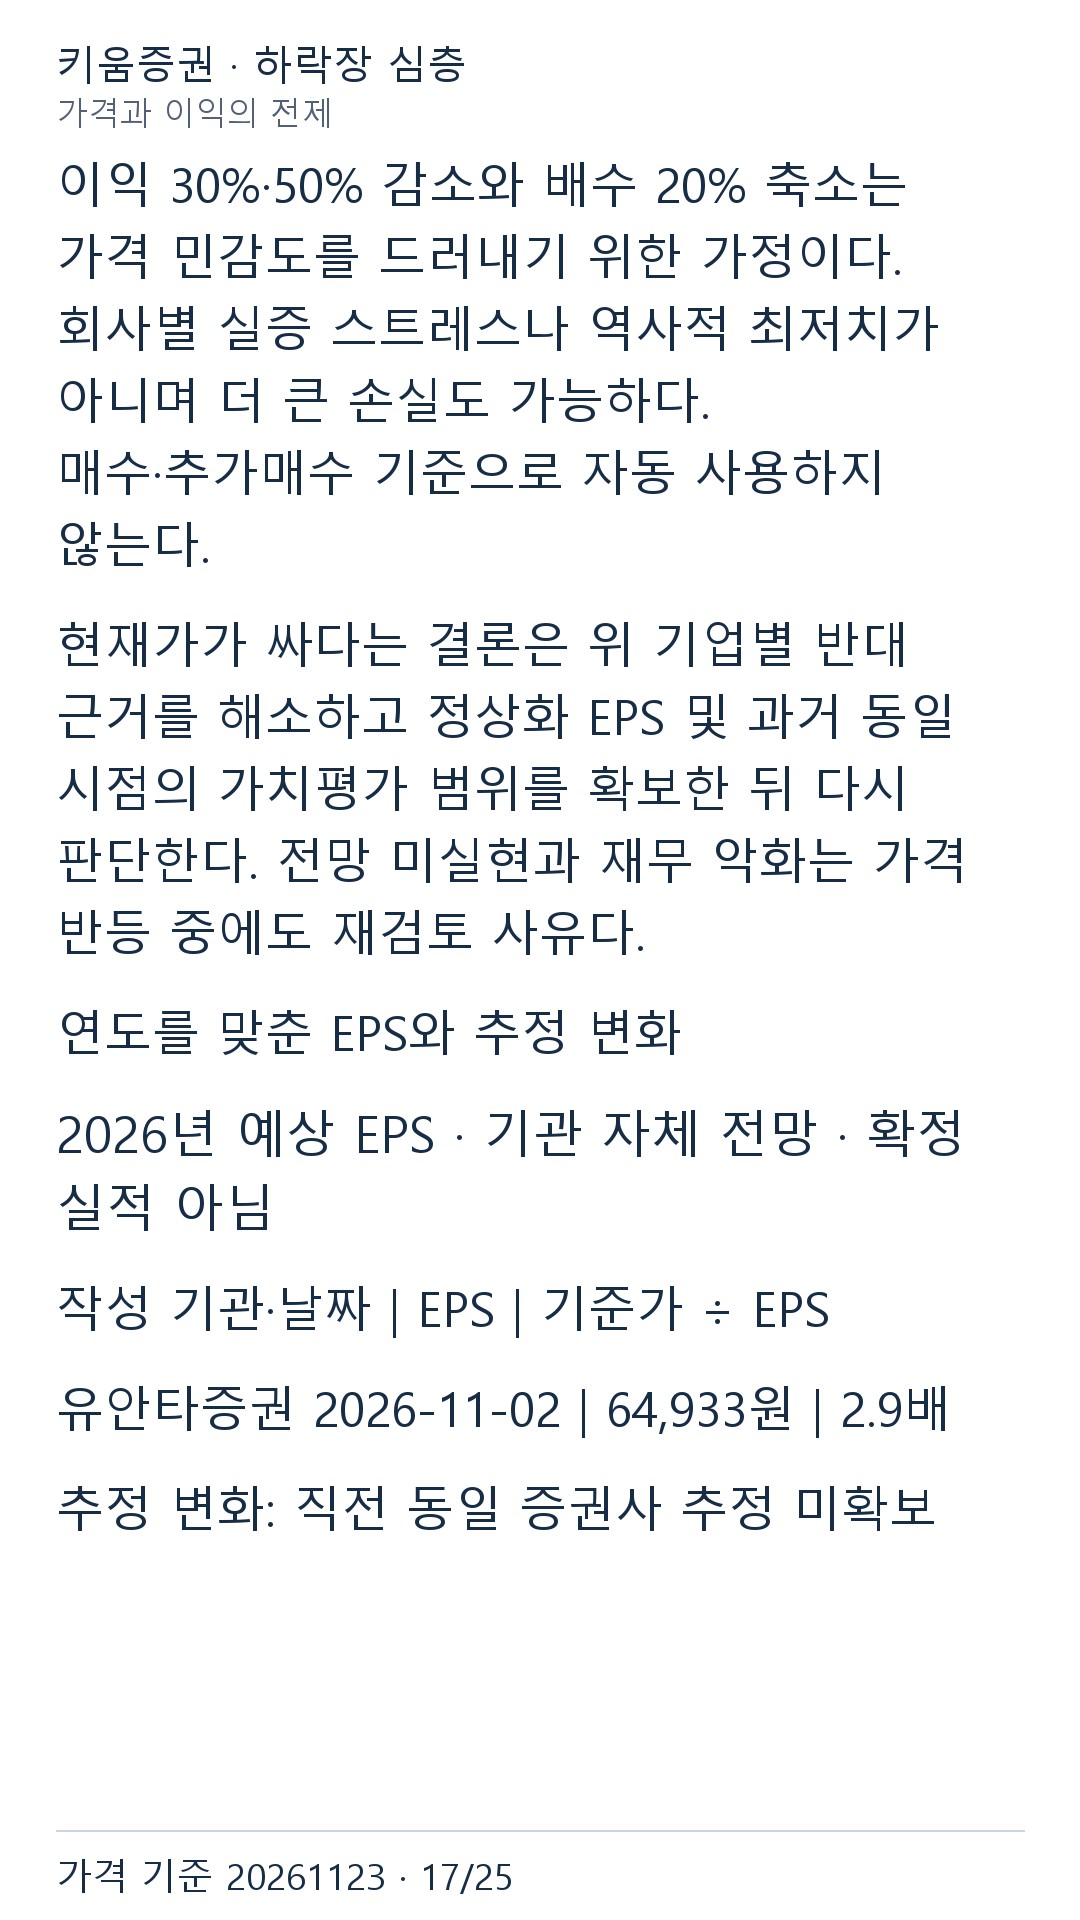 키움증권 · 하락장 심층
가격과 이익의 전제
이익 30%·50% 감소와 배수 20% 축소는
가격 민감도를 드러내기 위한 가정이다.
회사별 실증 스트레스나 역사적 최저치가
아니며 더 큰 손실도 가능하다.
매수·추가매수 기준으로 자동 사용하지
않는다.
현재가가 싸다는 결론은 위 기업별 반대
근거를 해소하고 정상화 EPS 및 과거 동일
시점의 가치평가 범위를 확보한 뒤 다시
판단한다. 전망 미실현과 재무 악화는 가격
반등 중에도 재검토 사유다.
연도를 맞춘 EPS와 추정 변화
2026년 예상 EPS · 기관 자체 전망 · 확정
실적 아님
작성 기관·날짜 | EPS | 기준가 ÷ EPS
유안타증권 2026-11-02 | 64,933원 | 2.9배
추정 변화: 직전 동일 증권사 추정 미확보
가격 기준 20261123 · 17/25